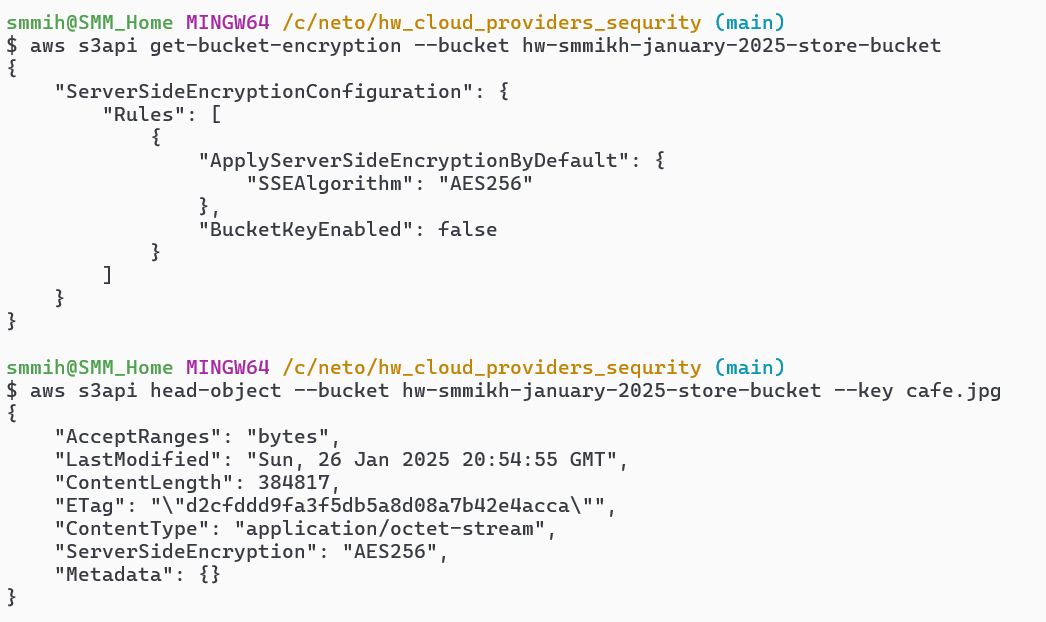 smmih@SMM_Home MINGW64 /c/neto/hw_cloud_providers_sequrity (main)
$ aws s3api get-bucket-encryption --bucket hw-smmikh-january-2025-store-bucket
{
    "ServerSideEncryptionConfiguration": {
        "Rules": [
            {
                "ApplyServerSideEncryptionByDefault": {
                    "SSEAlgorithm": "AES256"
                },
                "BucketKeyEnabled": false
            }
        ]
    }
}

smmih@SMM_Home MINGW64 /c/neto/hw_cloud_providers_sequrity (main)
$ aws s3api head-object --bucket hw-smmikh-january-2025-store-bucket --key cafe.jpg
{
    "AcceptRanges": "bytes",
    "LastModified": "Sun, 26 Jan 2025 20:54:55 GMT",
    "ContentLength": 384817,
    "ETag": "\"d2cfddd9fa3f5db5a8d08a7b42e4acca\"",
    "ContentType": "application/octet-stream",
    "ServerSideEncryption": "AES256",
    "Metadata": {}
}